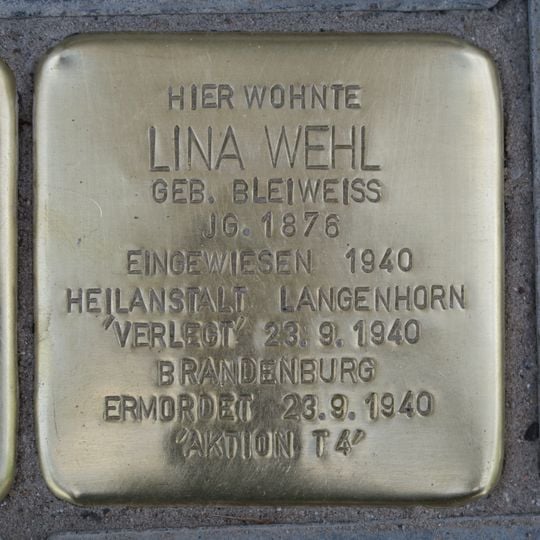 HIER WOHNTE
LINA WEHL
GEB. BLEIWEISS
JG. 1876
EINGEWIESEN 1940
HEILANSTALT LANGENHORN
"VERLEGT" 23.9.1940
BRANDENBURG
ERMORDET 23.9.1940
"AKTION T4"